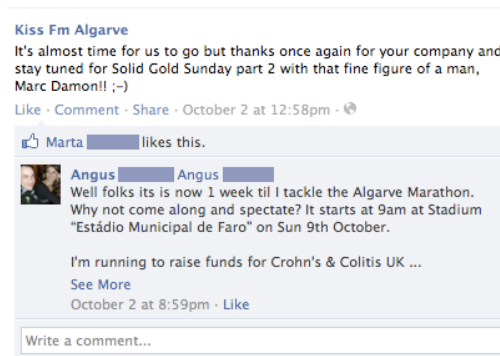 Kiss Fm Algarve
It's almost time for us to go but thanks once again for your company and
stay tuned for Solid Gold Sunday part 2 with that fine figure of a man,
Marc Damon!! ;-)
Like · Comment · Share · October 2 at 12:58pm ·
Marta likes this.
Angus Angus
Well folks its is now 1 week til I tackle the Algarve Marathon.
Why not come along and spectate? It starts at 9am at Stadium
"Estádio Municipal de Faro" on Sun 9th October.
I'm running to raise funds for Crohn's & Colitis UK ...
See More
October 2 at 8:59pm · Like
Write a comment...